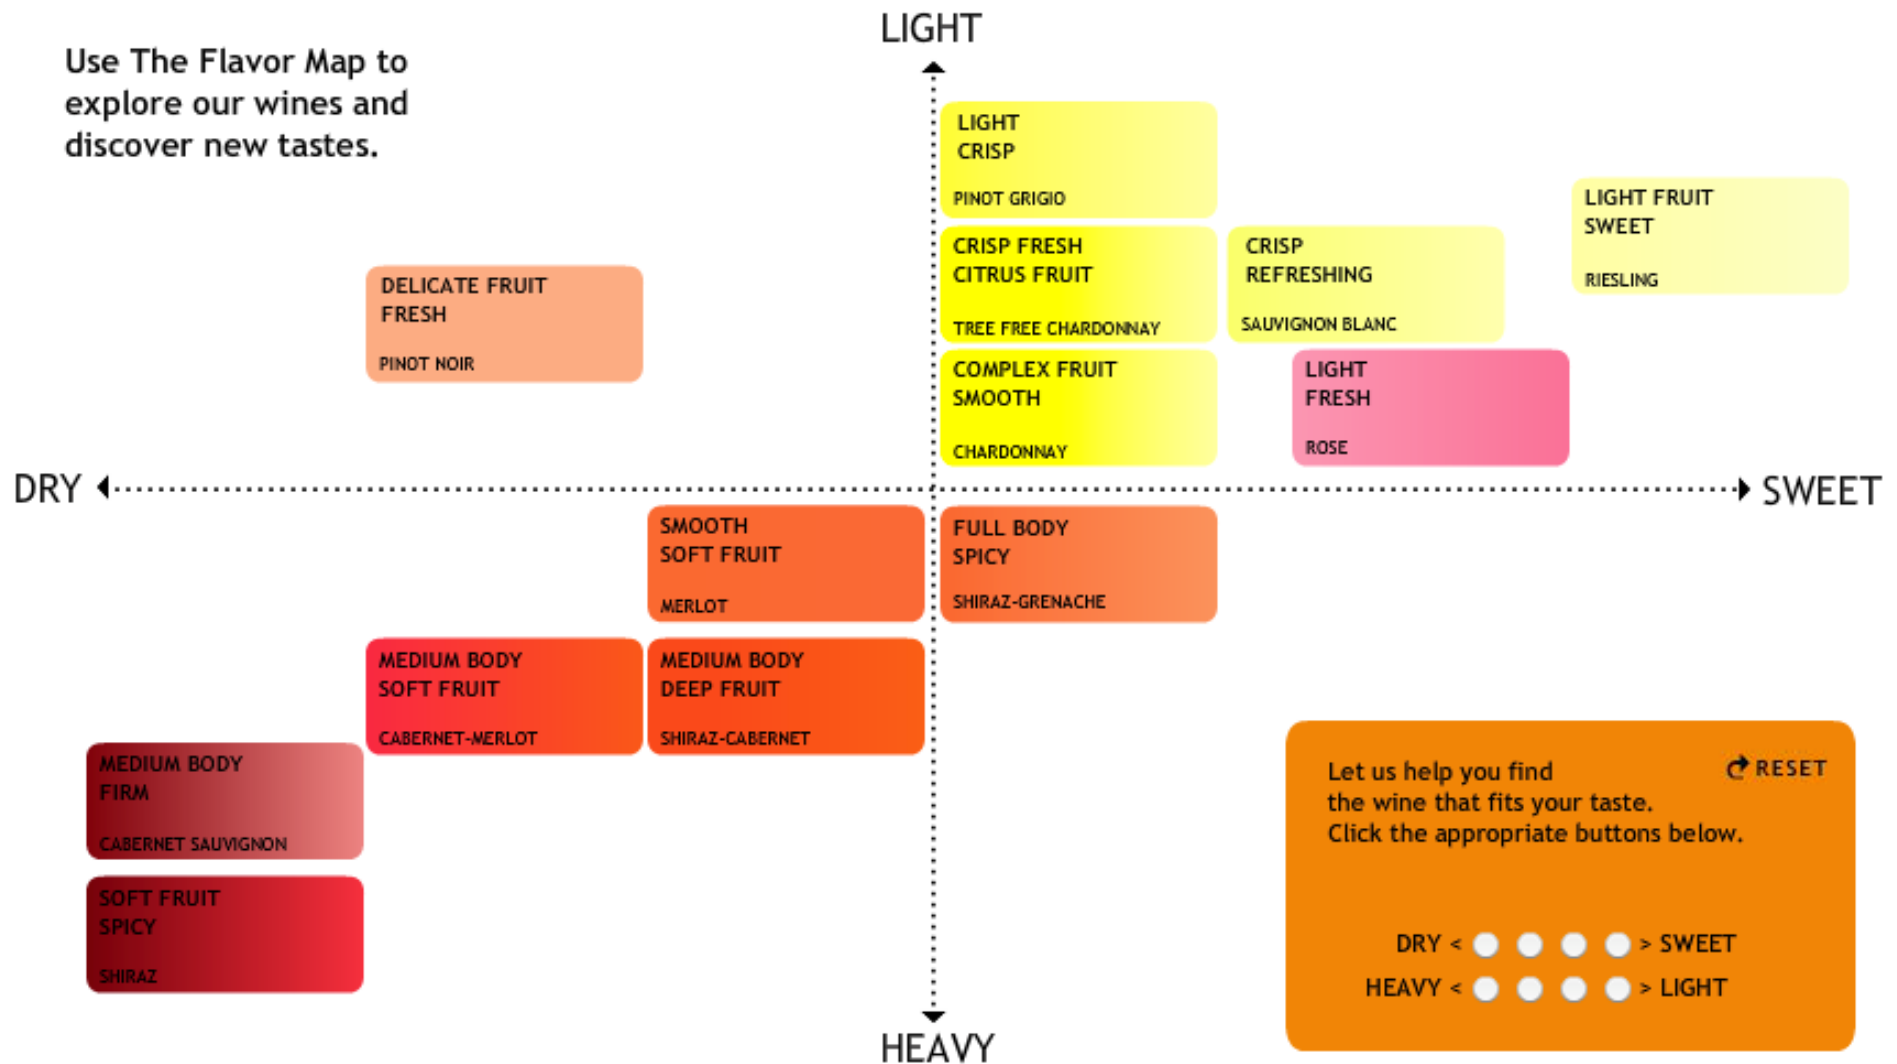 LIGHT
Use The Flavor Map to
explore our wines and
discover new tastes.
LIGHT
CRISP
PINOT GRIGIO
LIGHT FRUIT
SWEET
RIESLING
CRISP FRESH
CITRUS FRUIT
TREE FREE CHARDONNAY
CRISP
REFRESHING
SAUVIGNON BLANC
DELICATE FRUIT
FRESH
PINOT NOIR
COMPLEX FRUIT
SMOOTH
CHARDONNAY
LIGHT
FRESH
ROSE
DRY
SWEET
SMOOTH
SOFT FRUIT
MERLOT
FULL BODY
SPICY
SHIRAZ-GRENACHE
MEDIUM BODY
SOFT FRUIT
CABERNET-MERLOT
MEDIUM BODY
DEEP FRUIT
SHIRAZ-CABERNET
MEDIUM BODY
FIRM
CABERNET SAUVIGNON
SOFT FRUIT
SPICY
SHIRAZ
Let us help you find
the wine that fits your taste.
Click the appropriate buttons below.
RESET
DRY < > SWEET
HEAVY < > LIGHT
HEAVY